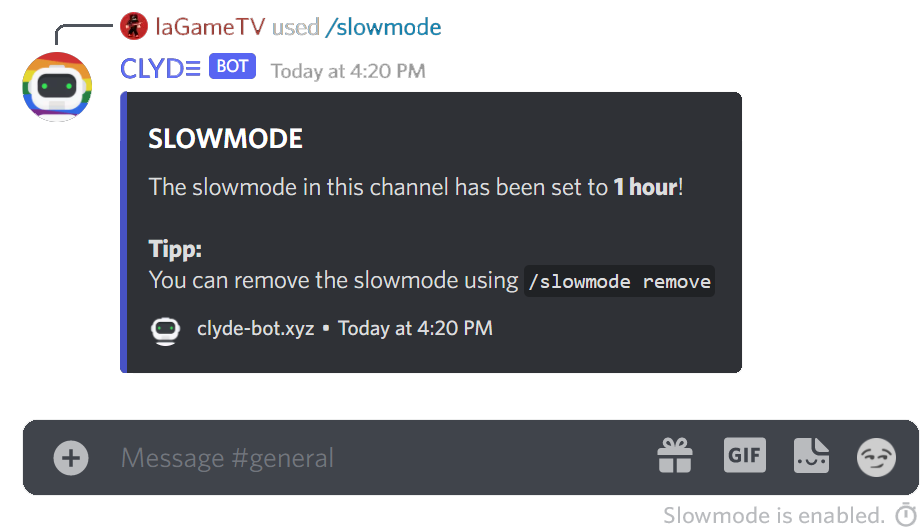 laGameTV used /slowmode
CLYDE BOT Today at 4:20 PM
SLOWMODE
The slowmode in this channel has been set to 1 hour!
Tipp:
You can remove the slowmode using /slowmode remove
clyde-bot.xyz • Today at 4:20 PM
Message #general
GIF
Slowmode is enabled.